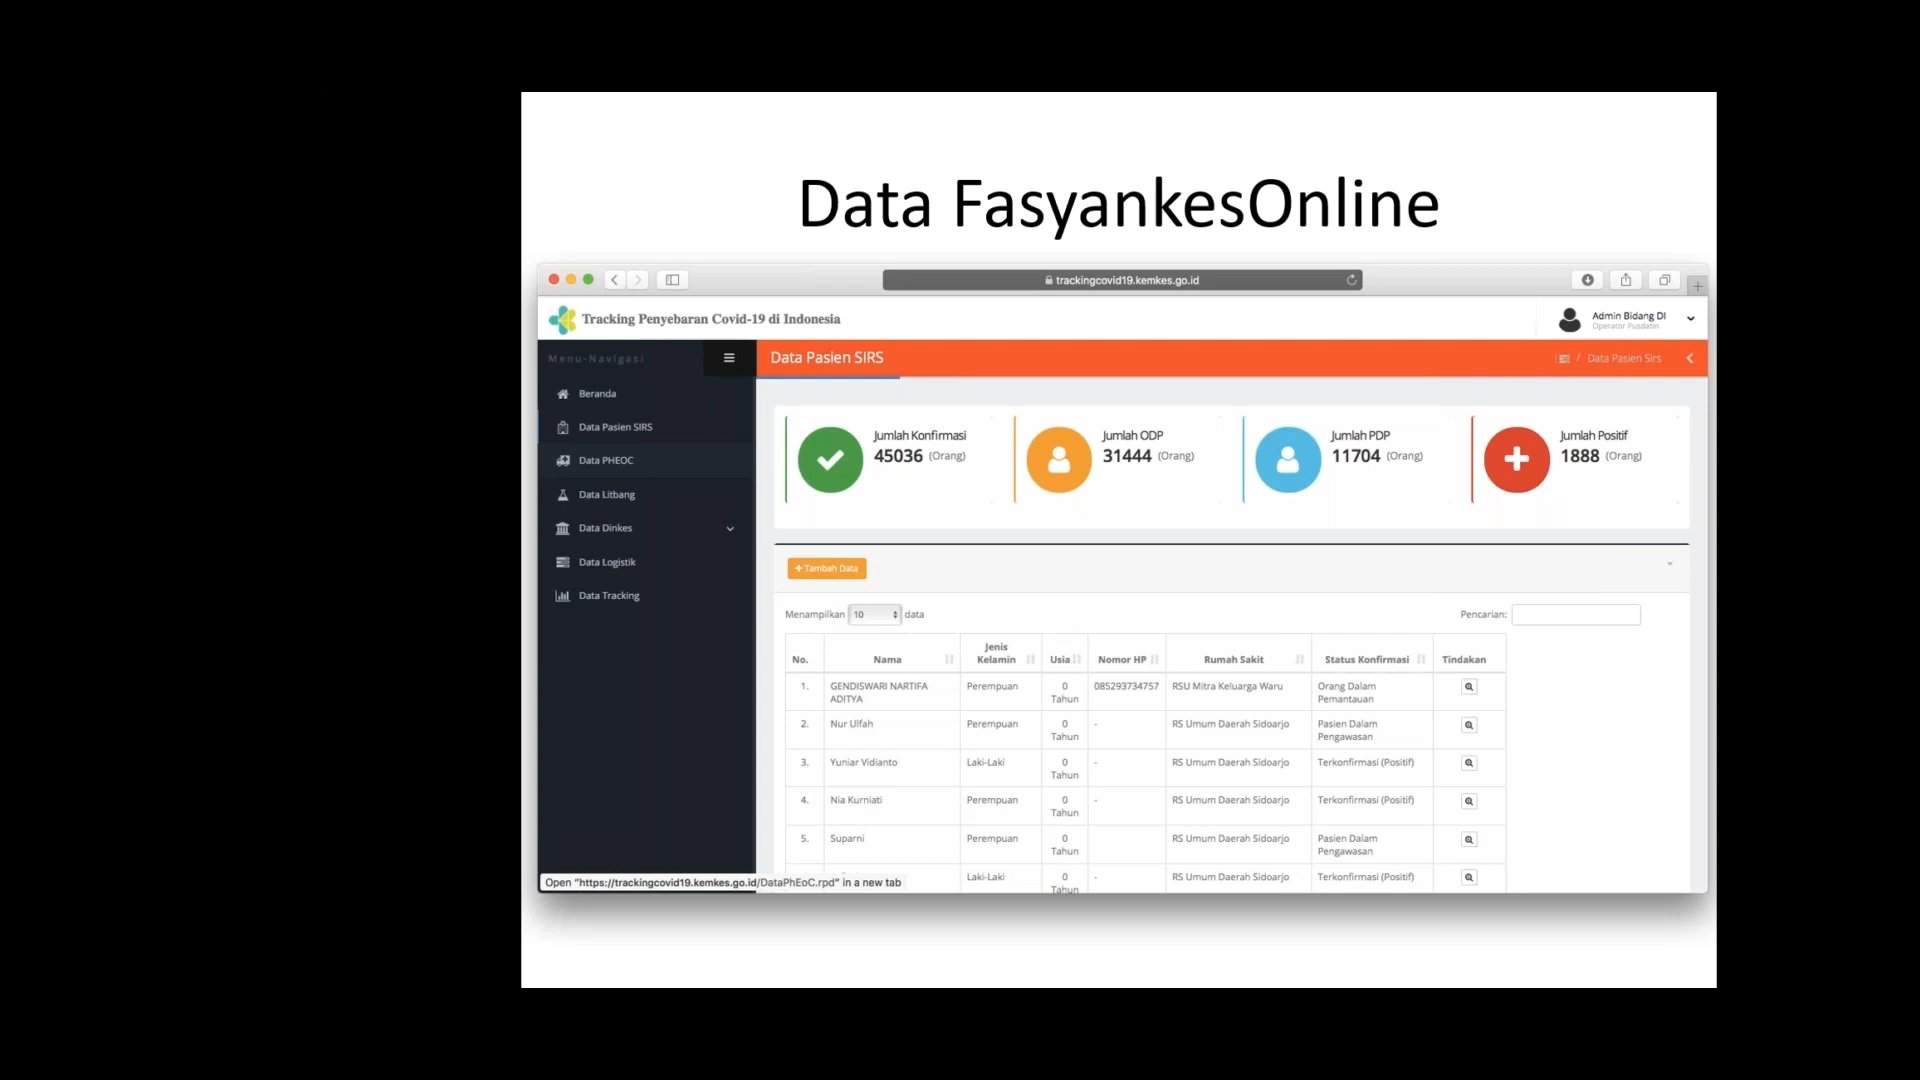 Data FasyankesOnline
trackingcovid19.kemkes.go.id
Tracking Penyebaran Covid-19 di Indonesia
Admin Bidang DI
Operator Pusdatin
Menu-Navigasi
Data Pasien SIRS
/ Data Pasien Sirs
Beranda
Data Pasien SIRS
Data PHEOC
Data Litbang
Data Dinkes
Data Logistik
Data Tracking
Jumlah Konfirmasi
45036 (Orang)
Jumlah ODP
31444 (Orang)
Jumlah PDP
11704 (Orang)
Jumlah Positif
1888 (Orang)
+ Tambah Data
Menampilkan 10 data
Pencarian:
No. Nama Jenis Kelamin Usia Nomor HP Rumah Sakit Status Konfirmasi Tindakan
1. GENDISWARI NARTIFA ADITYA Perempuan 0 Tahun 085293734757 RSU Mitra Keluarga Waru Orang Dalam Pemantauan
2. Nur Ulfah Perempuan 0 Tahun - RS Umum Daerah Sidoarjo Pasien Dalam Pengawasan
3. Yuniar Vidianto Laki-Laki 0 Tahun - RS Umum Daerah Sidoarjo Terkonfirmasi (Positif)
4. Nia Kurniati Perempuan 0 Tahun - RS Umum Daerah Sidoarjo Terkonfirmasi (Positif)
5. Suparni Perempuan 0 Tahun RS Umum Daerah Sidoarjo Pasien Dalam Pengawasan
Laki-Laki 0 Tahun - RS Umum Daerah Sidoarjo Terkonfirmasi (Positif)
Open "https://trackingcovid19.kemkes.go.id/DataPhEoC.rpd" in a new tab